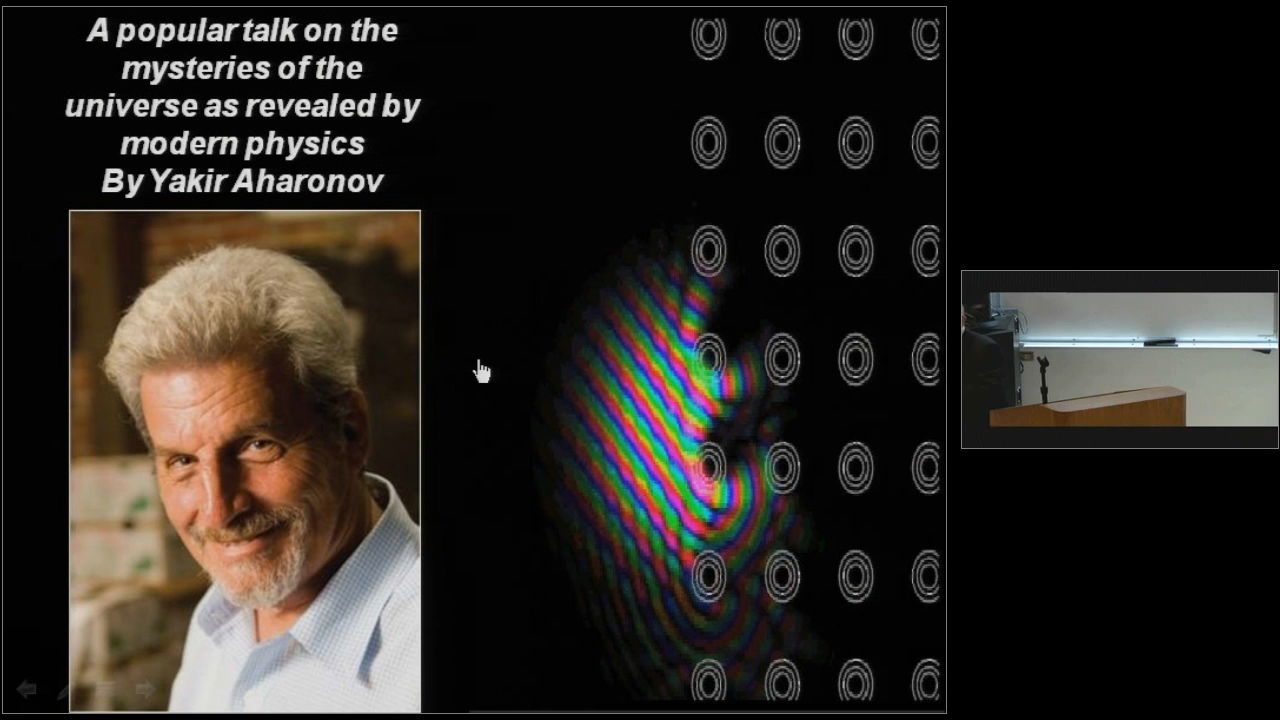 A popular talk on the
mysteries of the
universe as revealed by
modern physics
By Yakir Aharonov